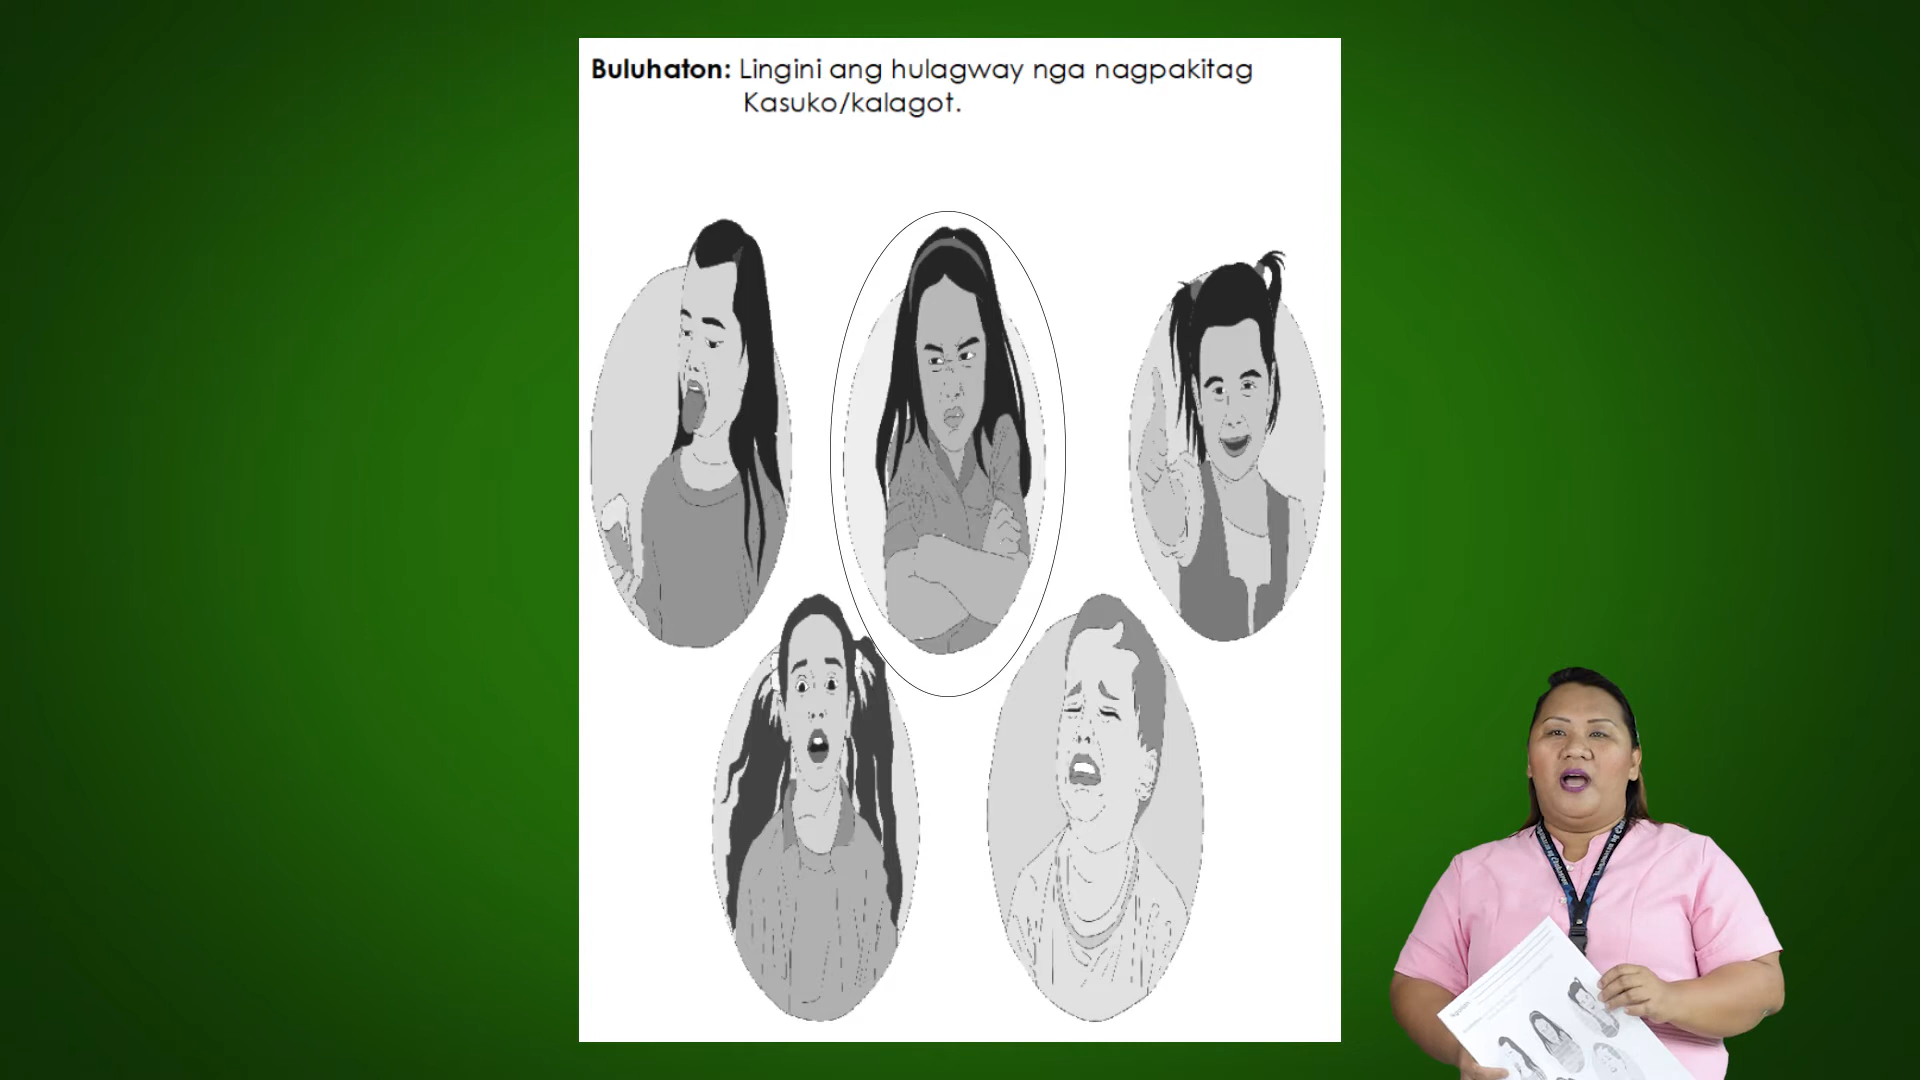 Buluhaton: Lingini ang hulagway nga nagpakitag
Kasuko/kalagot.